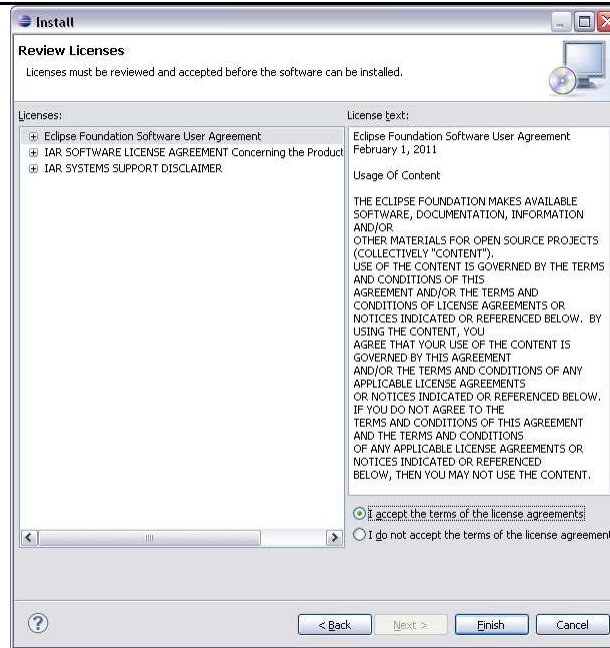 Install
Review Licenses
Licenses must be reviewed and accepted before the software can be installed.
Licenses:
Eclipse Foundation Software User Agreement
IAR SOFTWARE LICENSE AGREEMENT Concerning the Product
IAR SYSTEMS SUPPORT DISCLAIMER
License text:
Eclipse Foundation Software User Agreement
February 1, 2011
Usage Of Content
THE ECLIPSE FOUNDATION MAKES AVAILABLE
SOFTWARE, DOCUMENTATION, INFORMATION
AND/OR
OTHER MATERIALS FOR OPEN SOURCE PROJECTS
(COLLECTIVELY "CONTENT").
USE OF THE CONTENT IS GOVERNED BY THE TERMS
AND CONDITIONS OF THIS
AGREEMENT AND/OR THE TERMS AND
CONDITIONS OF LICENSE AGREEMENTS OR
NOTICES INDICATED OR REFERENCED BELOW.  BY
USING THE CONTENT, YOU
AGREE THAT YOUR USE OF THE CONTENT IS
GOVERNED BY THIS AGREEMENT
AND/OR THE TERMS AND CONDITIONS OF ANY
APPLICABLE LICENSE AGREEMENTS
OR NOTICES INDICATED OR REFERENCED BELOW.
IF YOU DO NOT AGREE TO THE
TERMS AND CONDITIONS OF THIS AGREEMENT
AND THE TERMS AND CONDITIONS
OF ANY APPLICABLE LICENSE AGREEMENTS OR
NOTICES INDICATED OR REFERENCED
BELOW, THEN YOU MAY NOT USE THE CONTENT.
I accept the terms of the license agreements
I do not accept the terms of the license agreement
< Back
Next >
Finish
Cancel